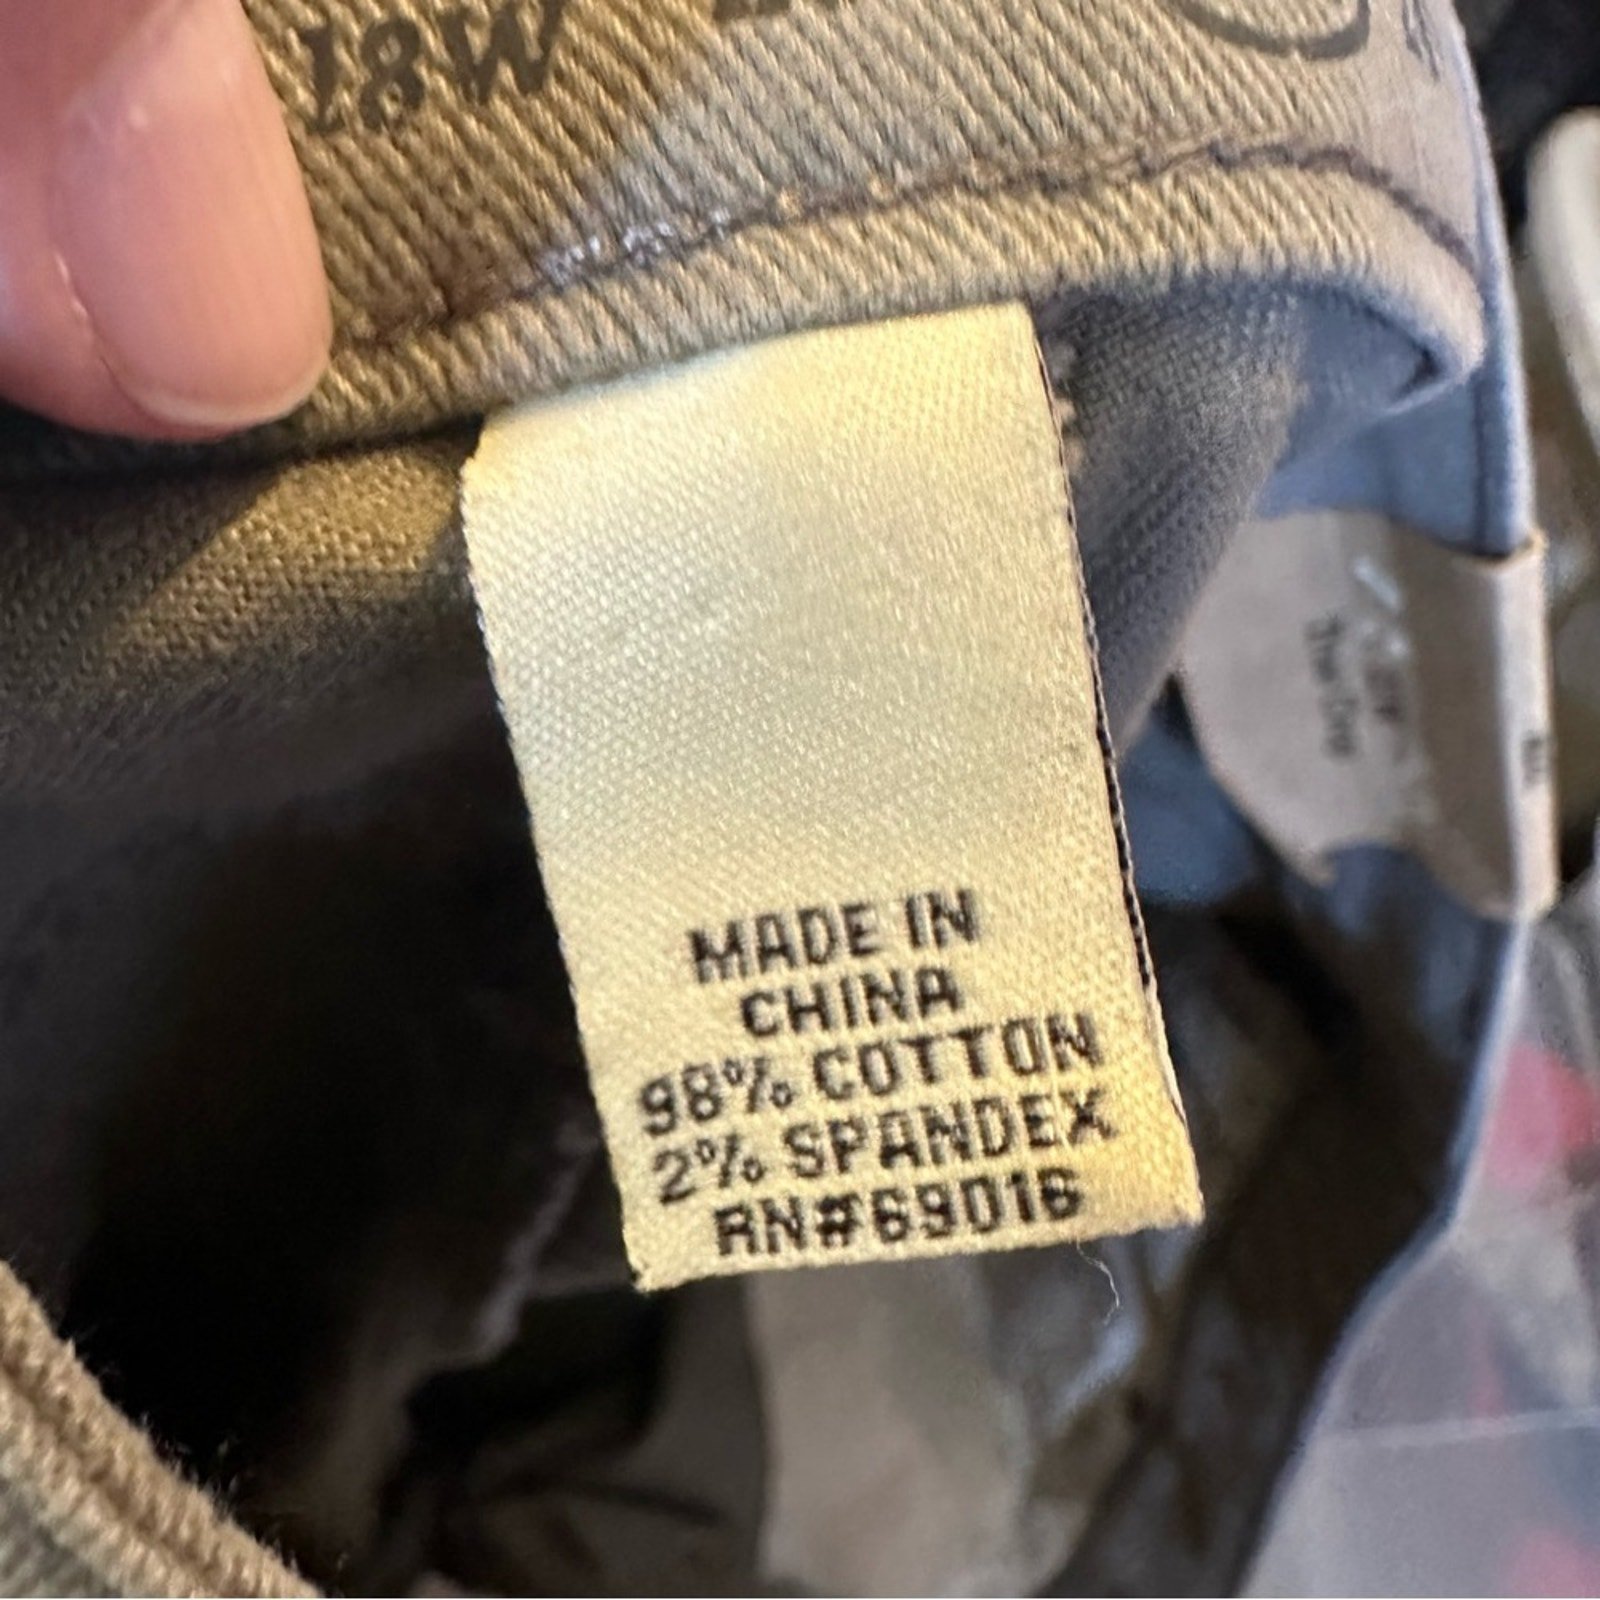 18W
MADE IN
CHINA
98% COTTON
2% SPANDEX
RN#69016